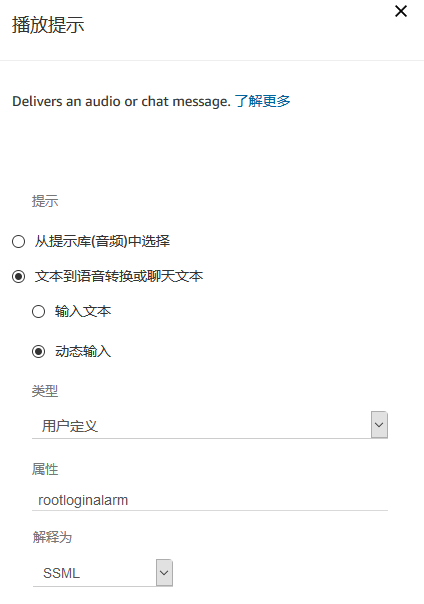 播放提示
Delivers an audio or chat message. 了解更多
提示
从提示库(音频)中选择
文本到语音转换或聊天文本
输入文本
动态输入
类型
用户定义
属性
rootloginalarm
解释为
SSML